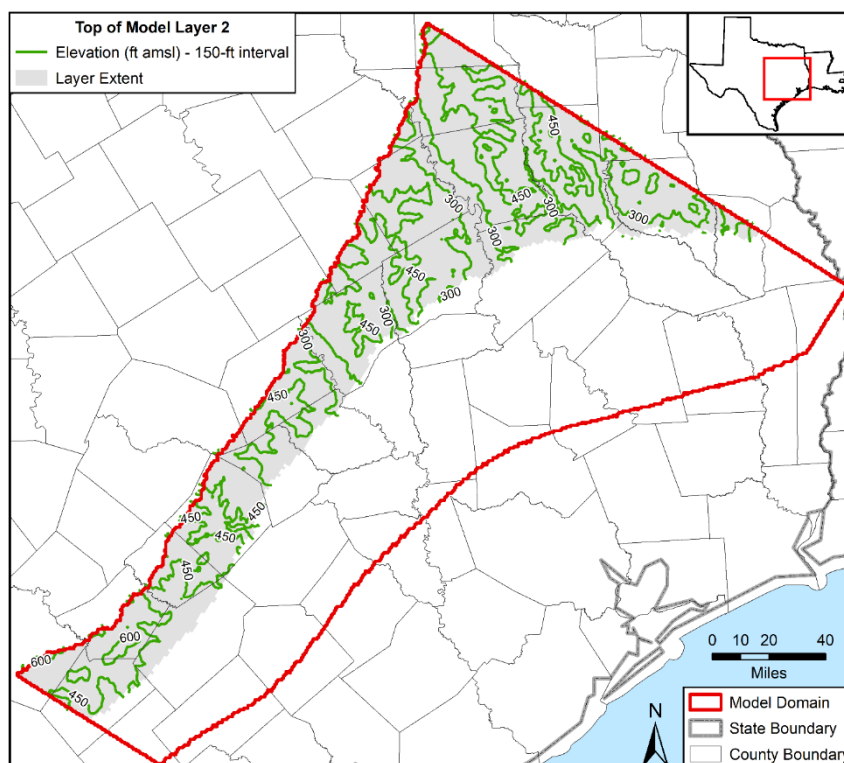 Top of Model Layer 2
Elevation (ft amsl) - 150-ft interval
Layer Extent
450
300
450
300
300
300
450
300
300
450
300
450
450
450
450
450
600
600
450
0 10 20 40
Miles
N
Model Domain
State Boundary
County Boundary